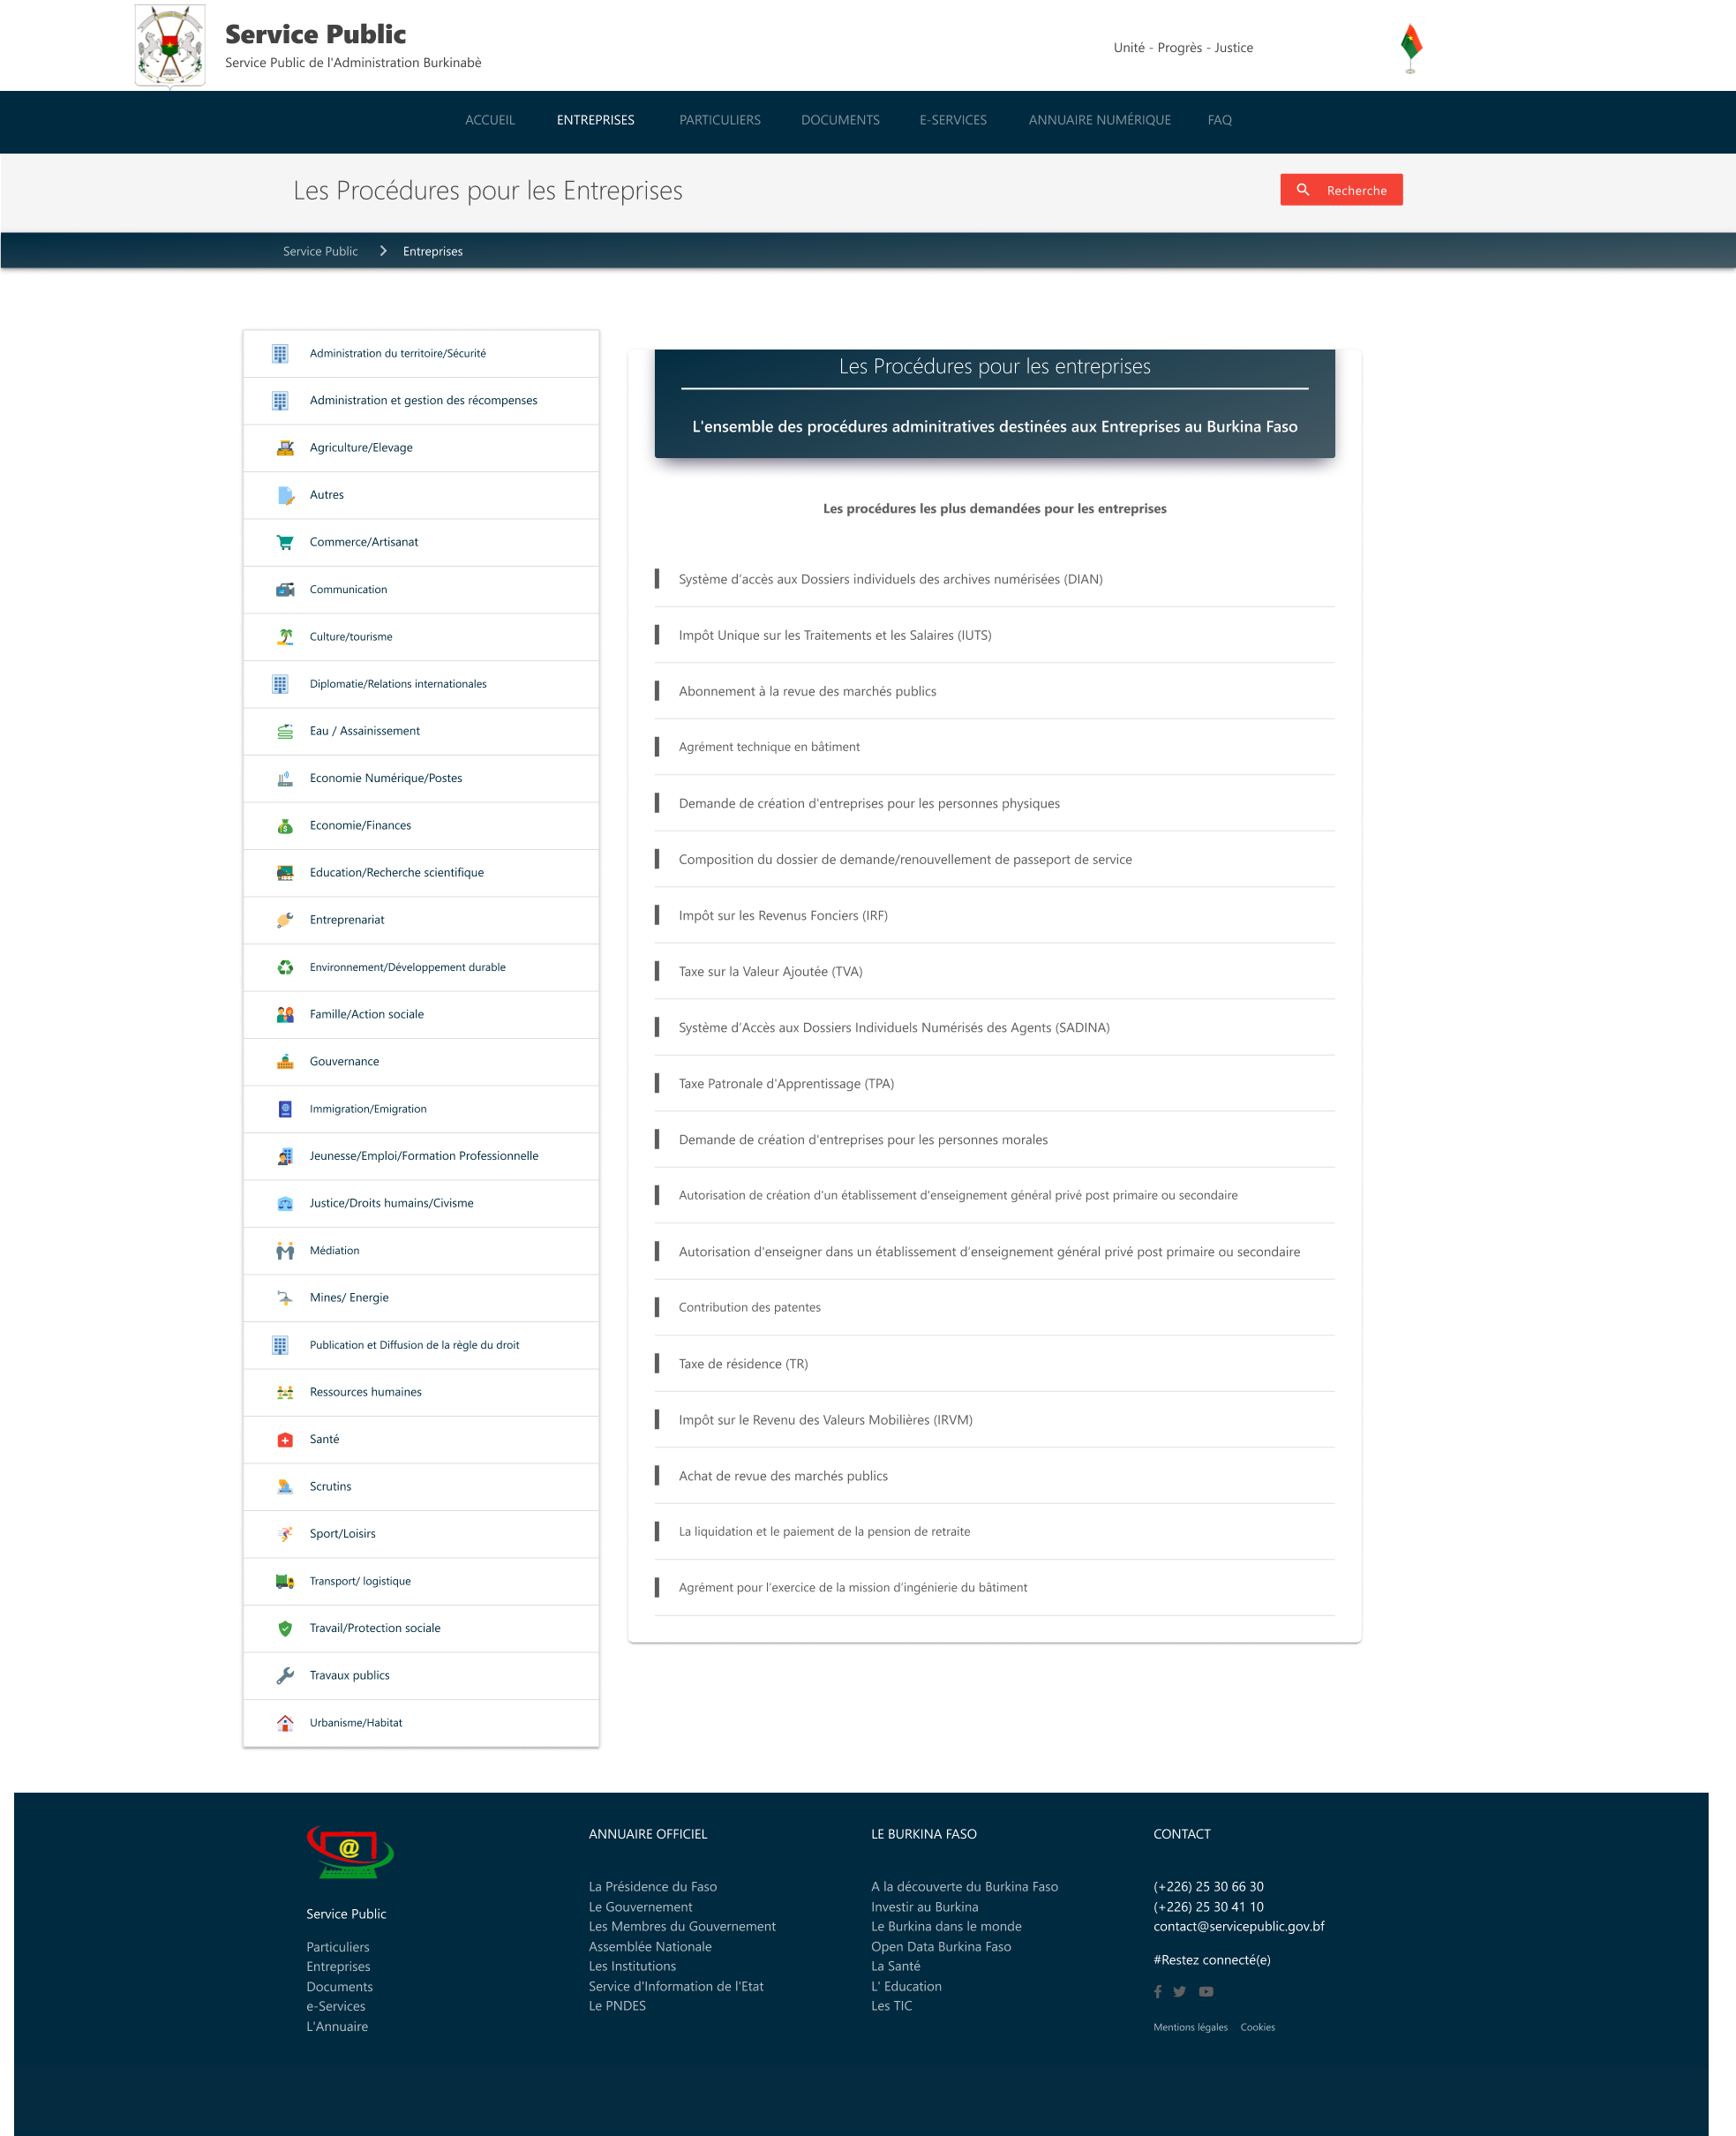 Service Public
Service Public de l'Administration Burkinabè
Unité - Progrès - Justice
ACCUEIL ENTREPRISES PARTICULIERS DOCUMENTS E-SERVICES ANNUAIRE NUMÉRIQUE FAQ
Les Procédures pour les Entreprises
Recherche
Service Public > Entreprises
Administration du territoire/Sécurité
Administration et gestion des récompenses
Agriculture/Elevage
Autres
Commerce/Artisanat
Communication
Culture/tourisme
Diplomatie/Relations internationales
Eau / Assainissement
Economie Numérique/Postes
Economie/Finances
Education/Recherche scientifique
Entreprenariat
Environnement/Développement durable
Famille/Action sociale
Gouvernance
Immigration/Emigration
Jeunesse/Emploi/Formation Professionnelle
Justice/Droits humains/Civisme
Médiation
Mines/ Energie
Publication et Diffusion de la règle du droit
Ressources humaines
Santé
Scrutins
Sport/Loisirs
Transport/ logistique
Travail/Protection sociale
Travaux publics
Urbanisme/Habitat
Les Procédures pour les entreprises
L'ensemble des procédures adminitratives destinées aux Entreprises au Burkina Faso
Les procédures les plus demandées pour les entreprises
Système d'accès aux Dossiers individuels des archives numérisées (DIAN)
Impôt Unique sur les Traitements et les Salaires (IUTS)
Abonnement à la revue des marchés publics
Agrément technique en bâtiment
Demande de création d'entreprises pour les personnes physiques
Composition du dossier de demande/renouvellement de passeport de service
Impôt sur les Revenus Fonciers (IRF)
Taxe sur la Valeur Ajoutée (TVA)
Système d'Accès aux Dossiers Individuels Numérisés des Agents (SADINA)
Taxe Patronale d'Apprentissage (TPA)
Demande de création d'entreprises pour les personnes morales
Autorisation de création d'un établissement d'enseignement général privé post primaire ou secondaire
Autorisation d'enseigner dans un établissement d'enseignement général privé post primaire ou secondaire
Contribution des patentes
Taxe de résidence (TR)
Impôt sur le Revenu des Valeurs Mobilières (IRVM)
Achat de revue des marchés publics
La liquidation et le paiement de la pension de retraite
Agrément pour l'exercice de la mission d'ingénierie du bâtiment
@
Service Public
Particuliers
Entreprises
Documents
e-Services
L'Annuaire
ANNUAIRE OFFICIEL
La Présidence du Faso
Le Gouvernement
Les Membres du Gouvernement
Assemblée Nationale
Les Institutions
Service d'Information de l'Etat
Le PNDES
LE BURKINA FASO
A la découverte du Burkina Faso
Investir au Burkina
Le Burkina dans le monde
Open Data Burkina Faso
La Santé
L' Education
Les TIC
CONTACT
(+226) 25 30 66 30
(+226) 25 30 41 10
contact@servicepublic.gov.bf
#Restez connecté(e)
Mentions légales Cookies